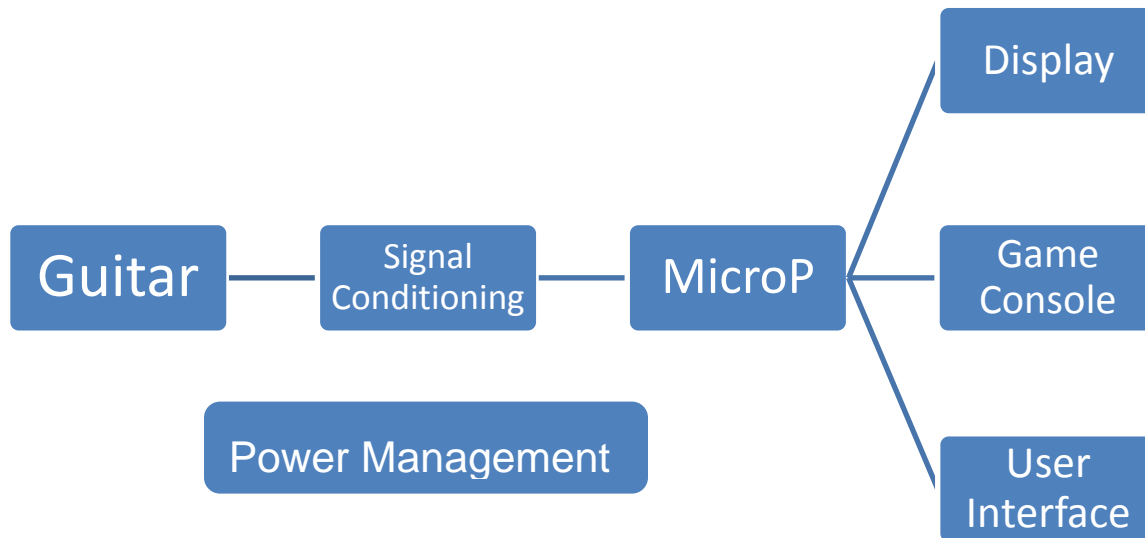 Display
Guitar
Signal
Conditioning
MicroP
Game
Console
Power Management
User
Interface